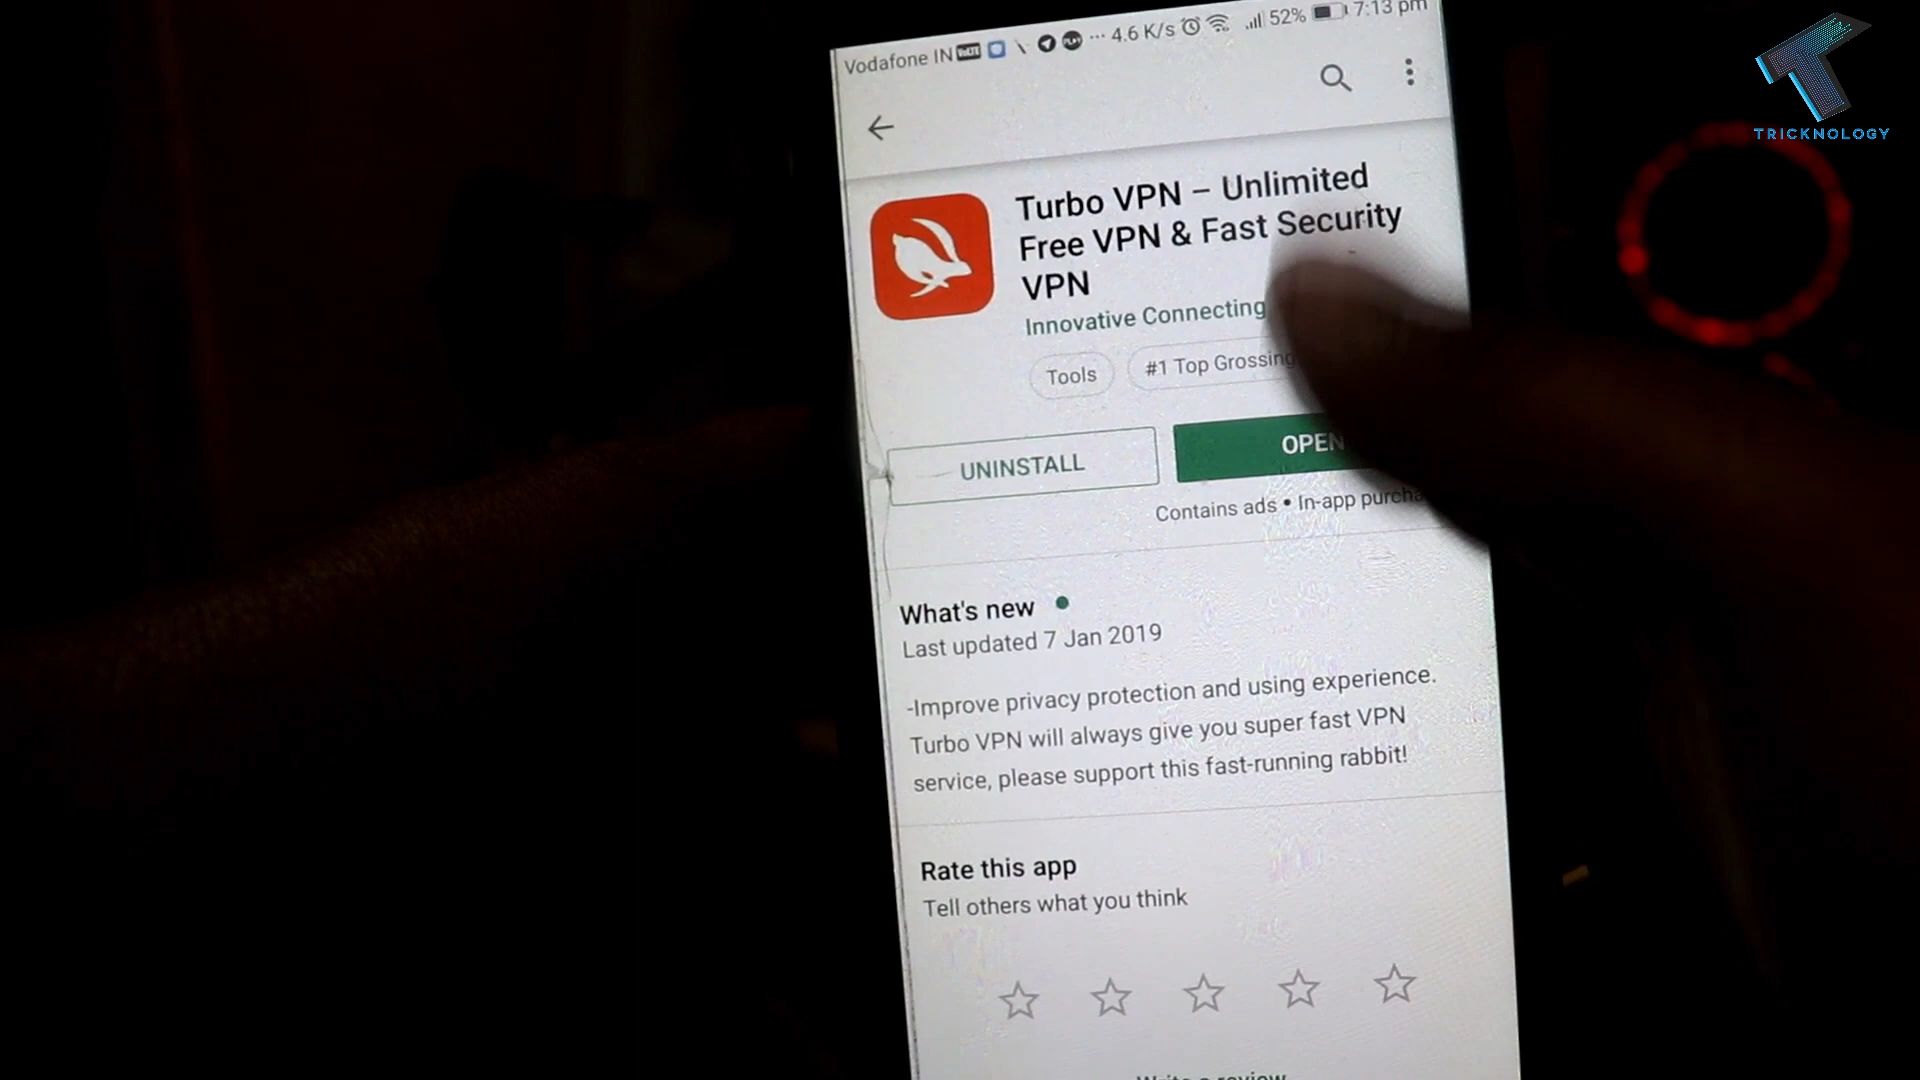 Vodafone IN VoLTE ... 4.6 K/s 52% 7:13 pm
TRICKNOLOGY
Turbo VPN – Unlimited
Free VPN & Fast Security
VPN
Innovative Connecting
Tools #1 Top Grossing
UNINSTALL OPEN
Contains ads • In-app
What's new
Last updated 7 Jan 2019
-Improve privacy protection and using experience.
Turbo VPN will always give you super fast VPN
service, please support this fast-running rabbit!
Rate this app
Tell others what you think